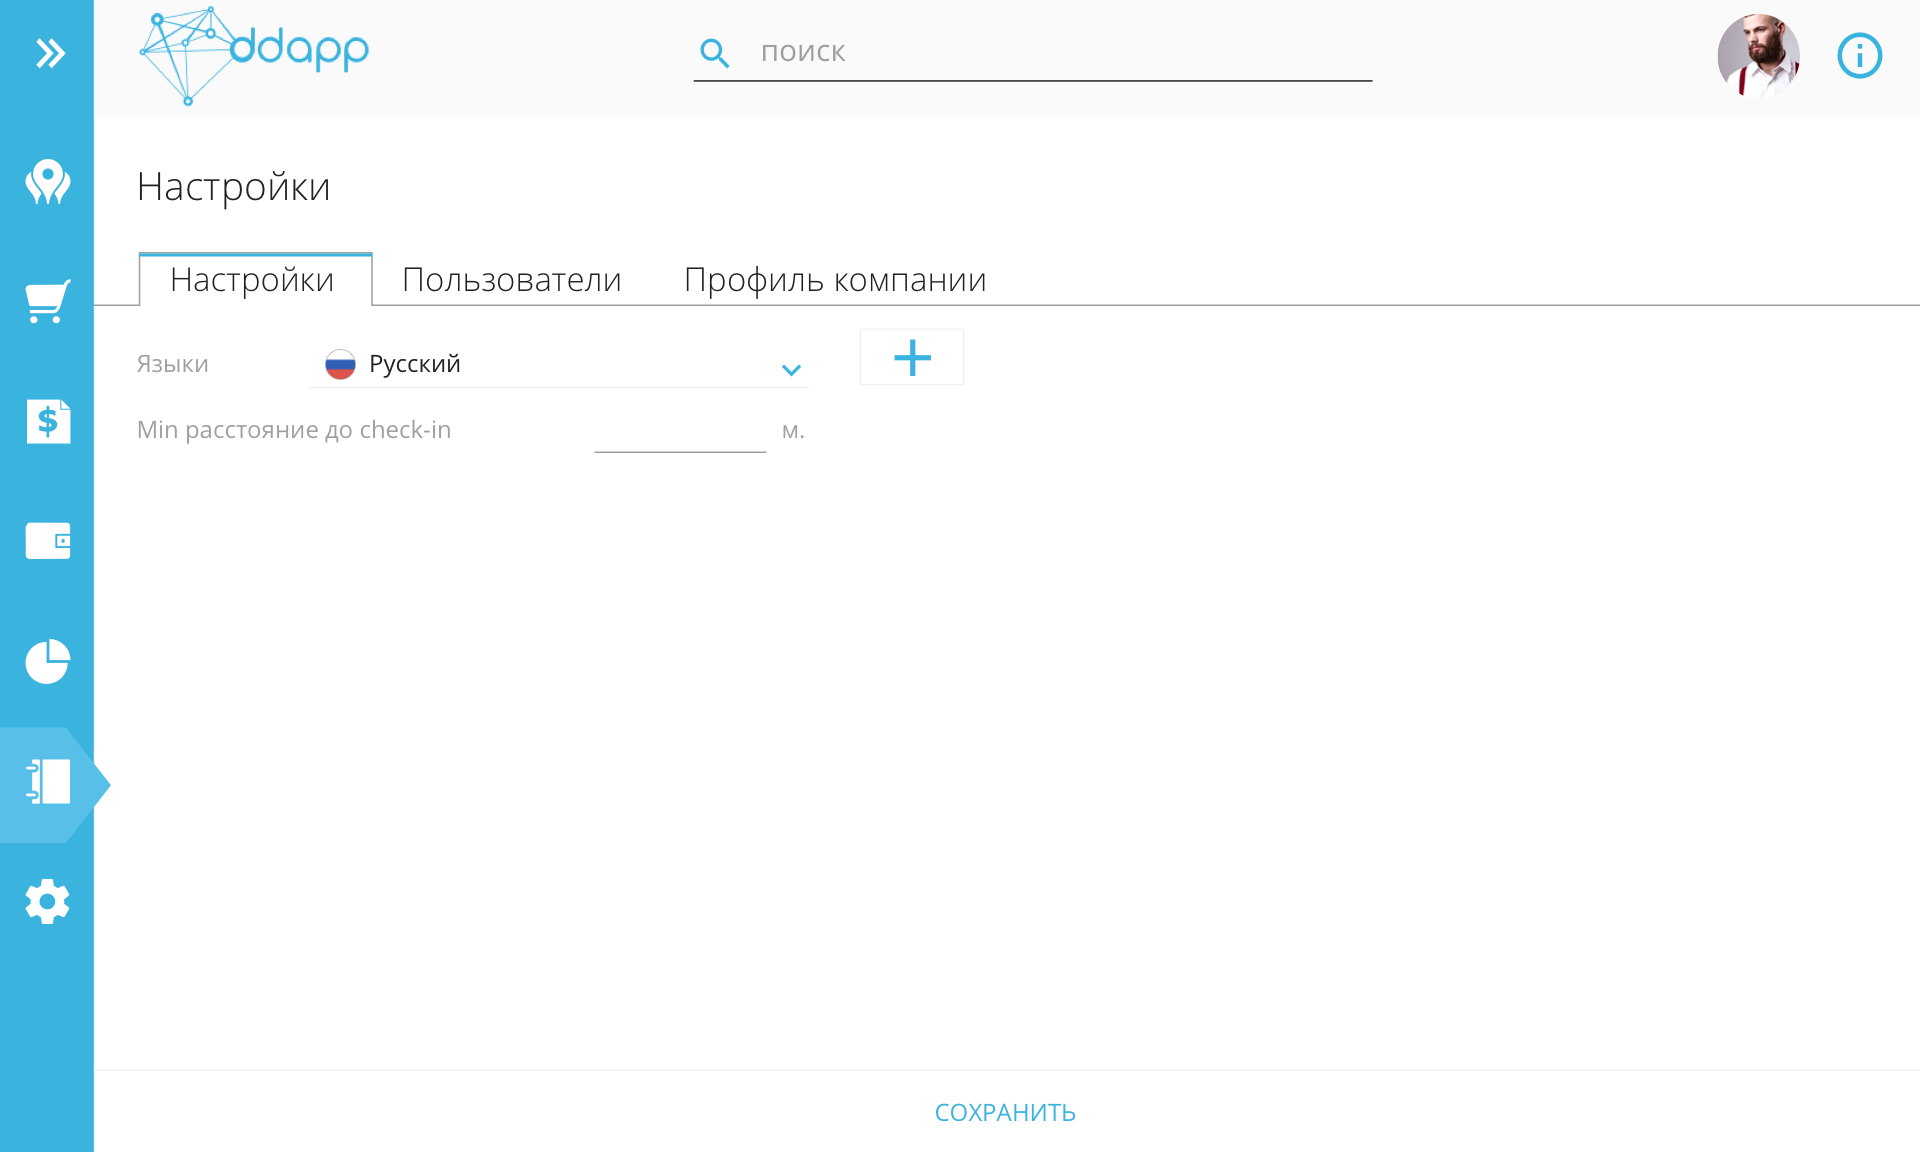 ddapp
поиск
Настройки
Настройки Пользователи Профиль компании
Языки Русский
Min расстояние до check-in м.
СОХРАНИТЬ